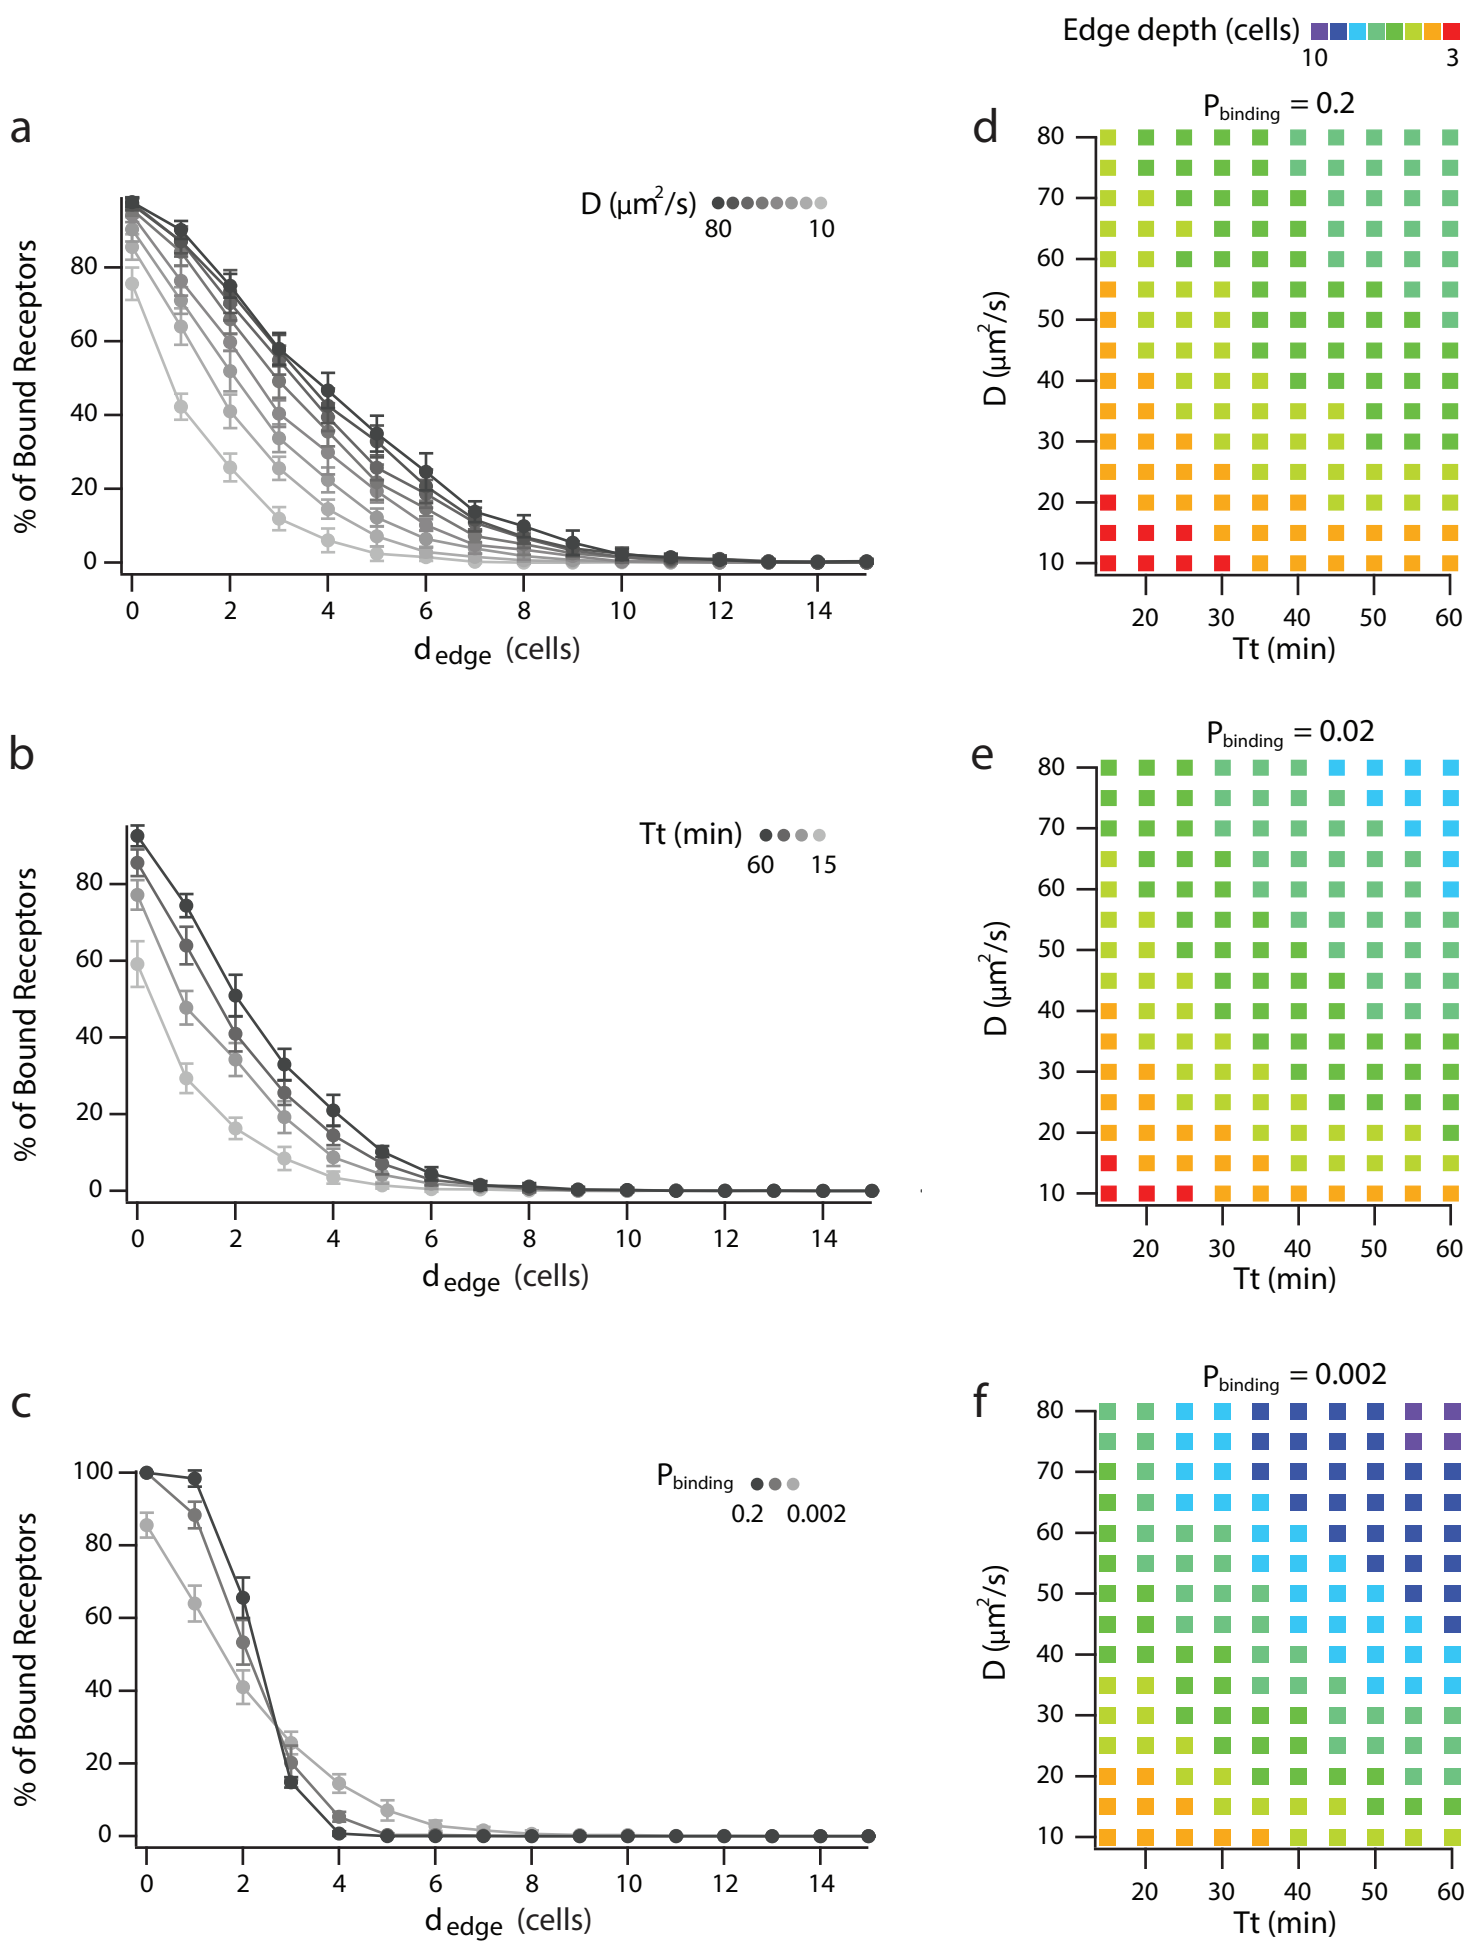 Edge depth (cells)
10 3
a
D (μm²/s)
80 10
% of Bound Receptors
80
60
40
20
0
0 2 4 6 8 10 12 14
d edge (cells)
d
P binding = 0.2
D (μm²/s)
80
70
60
50
40
30
20
10
20 30 40 50 60
Tt (min)
b
Tt (min)
60 15
% of Bound Receptors
80
60
40
20
0
0 2 4 6 8 10 12 14
d edge (cells)
e
P binding = 0.02
D (μm²/s)
80
70
60
50
40
30
20
10
20 30 40 50 60
Tt (min)
c
P binding
0.2 0.002
% of Bound Receptors
100
80
60
40
20
0
0 2 4 6 8 10 12 14
d edge (cells)
f
P binding = 0.002
D (μm²/s)
80
70
60
50
40
30
20
10
20 30 40 50 60
Tt (min)